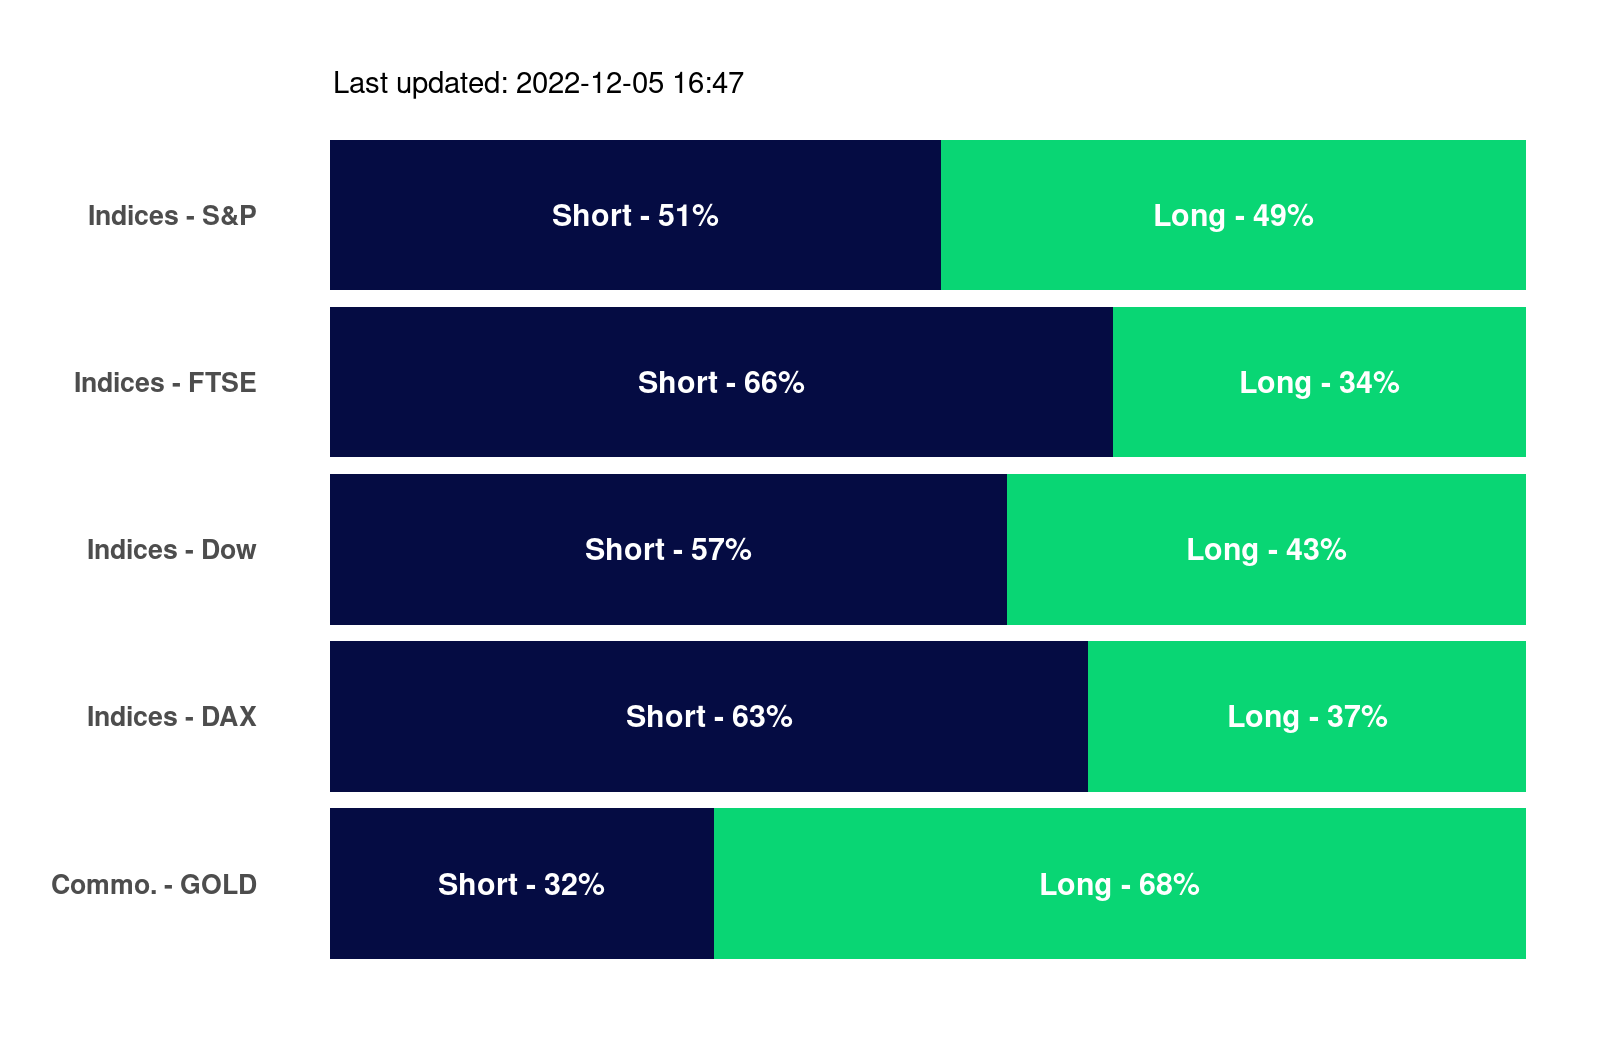 Last updated: 2022-12-05 16:47
Indices - S&P Short - 51% Long - 49%
Indices - FTSE Short - 66% Long - 34%
Indices - Dow Short - 57% Long - 43%
Indices - DAX Short - 63% Long - 37%
Commo. - GOLD Short - 32% Long - 68%